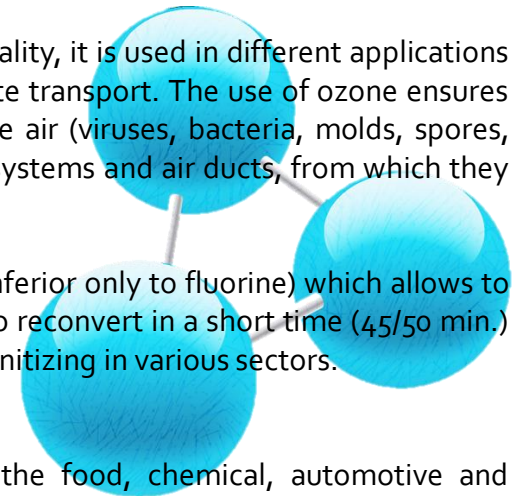 ality, it is used in different applications
te transport. The use of ozone ensures
e air (viruses, bacteria, molds, spores,
ystems and air ducts, from which they
nferior only to fluorine) which allows to
o reconvert in a short time (45/50 min.)
nitizing in various sectors.
the food, chemical, automotive and